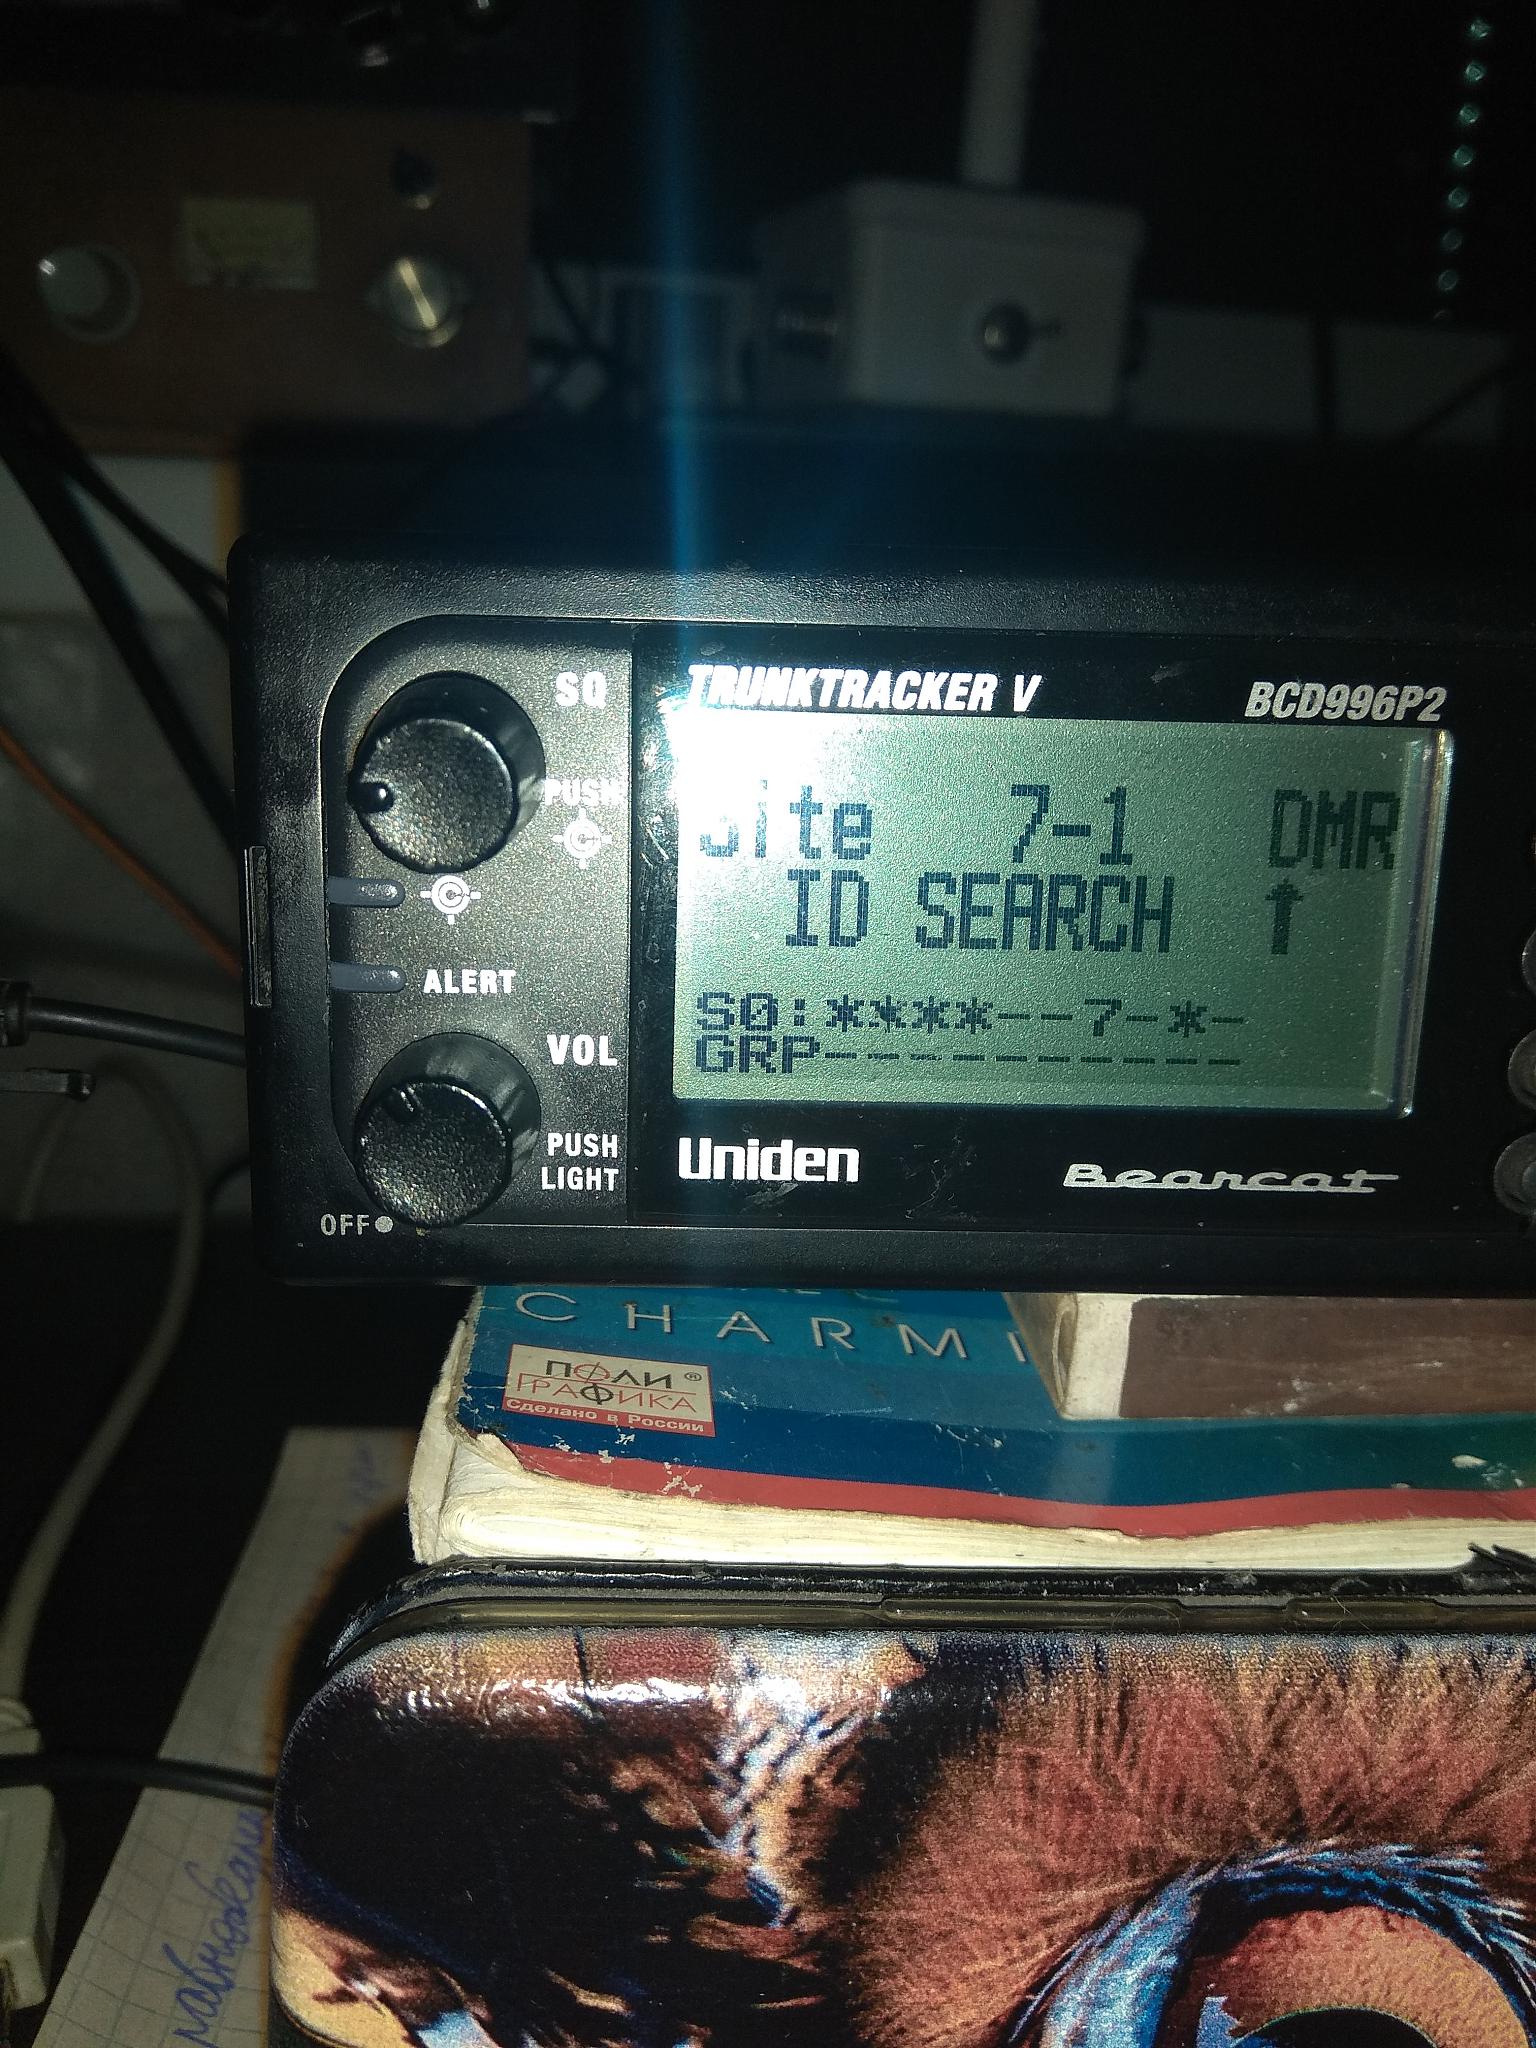 SQ
TRUNKTRACKER V
BCD996P2
PUSH
Site 7-1 DMR
ID SEARCH ↑
ALERT
S0:****--7-*-
GRP----------
VOL
PUSH
LIGHT
OFF
Uniden
Bearcat
CHARMI
ПОЛИ ®
ГРАФИКА
Сделано в России